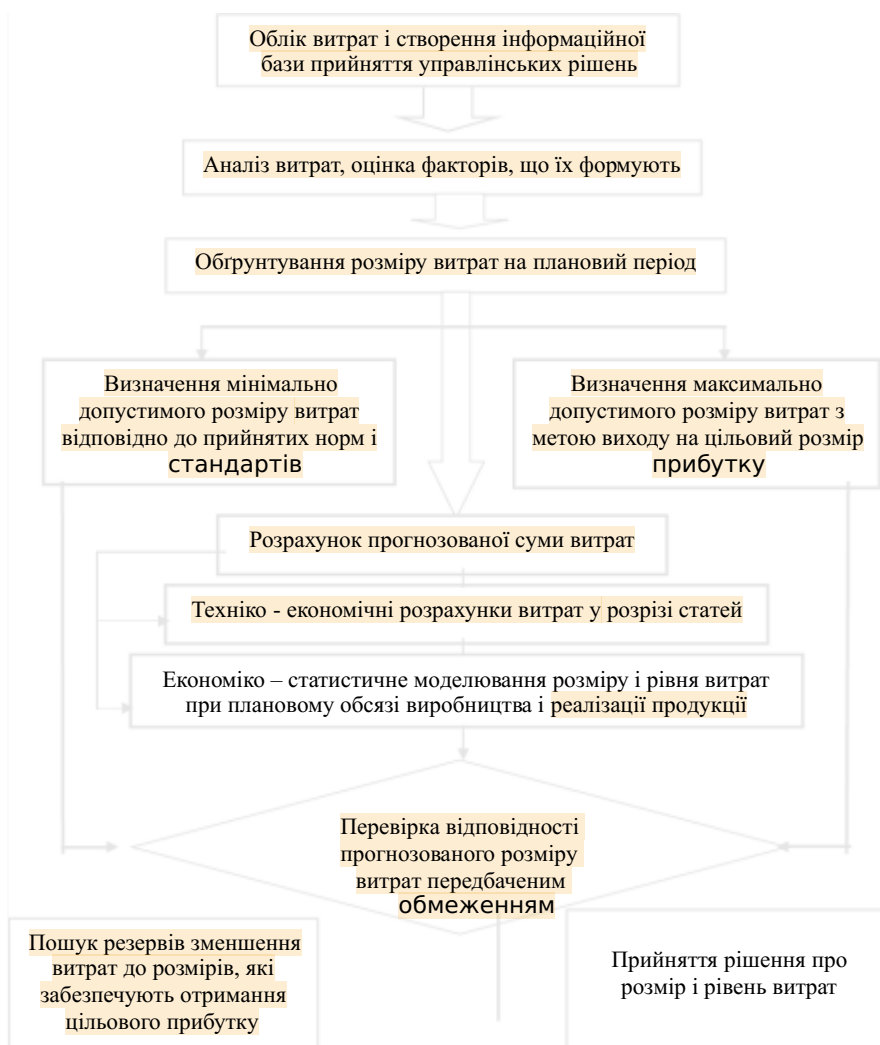 Облік витрат і створення інформаційної
бази прийняття управлінських рішень
Аналіз витрат, оцінка факторів, що їх формують
Обґрунтування розміру витрат на плановий період
Визначення мінімально
допустимого розміру витрат
відповідно до прийнятих норм і
стандартів
Визначення максимально
допустимого розміру витрат з
метою виходу на цільовий розмір
прибутку
Розрахунок прогнозованої суми витрат
Техніко - економічні розрахунки витрат у розрізі статей
Економіко – статистичне моделювання розміру і рівня витрат
при плановому обсязі виробництва і реалізації продукції
Перевірка відповідності
прогнозованого розміру
витрат передбаченим
обмеженням
Пошук резервів зменшення
витрат до розмірів, які
забезпечують отримання
цільового прибутку
Прийняття рішення про
розмір і рівень витрат